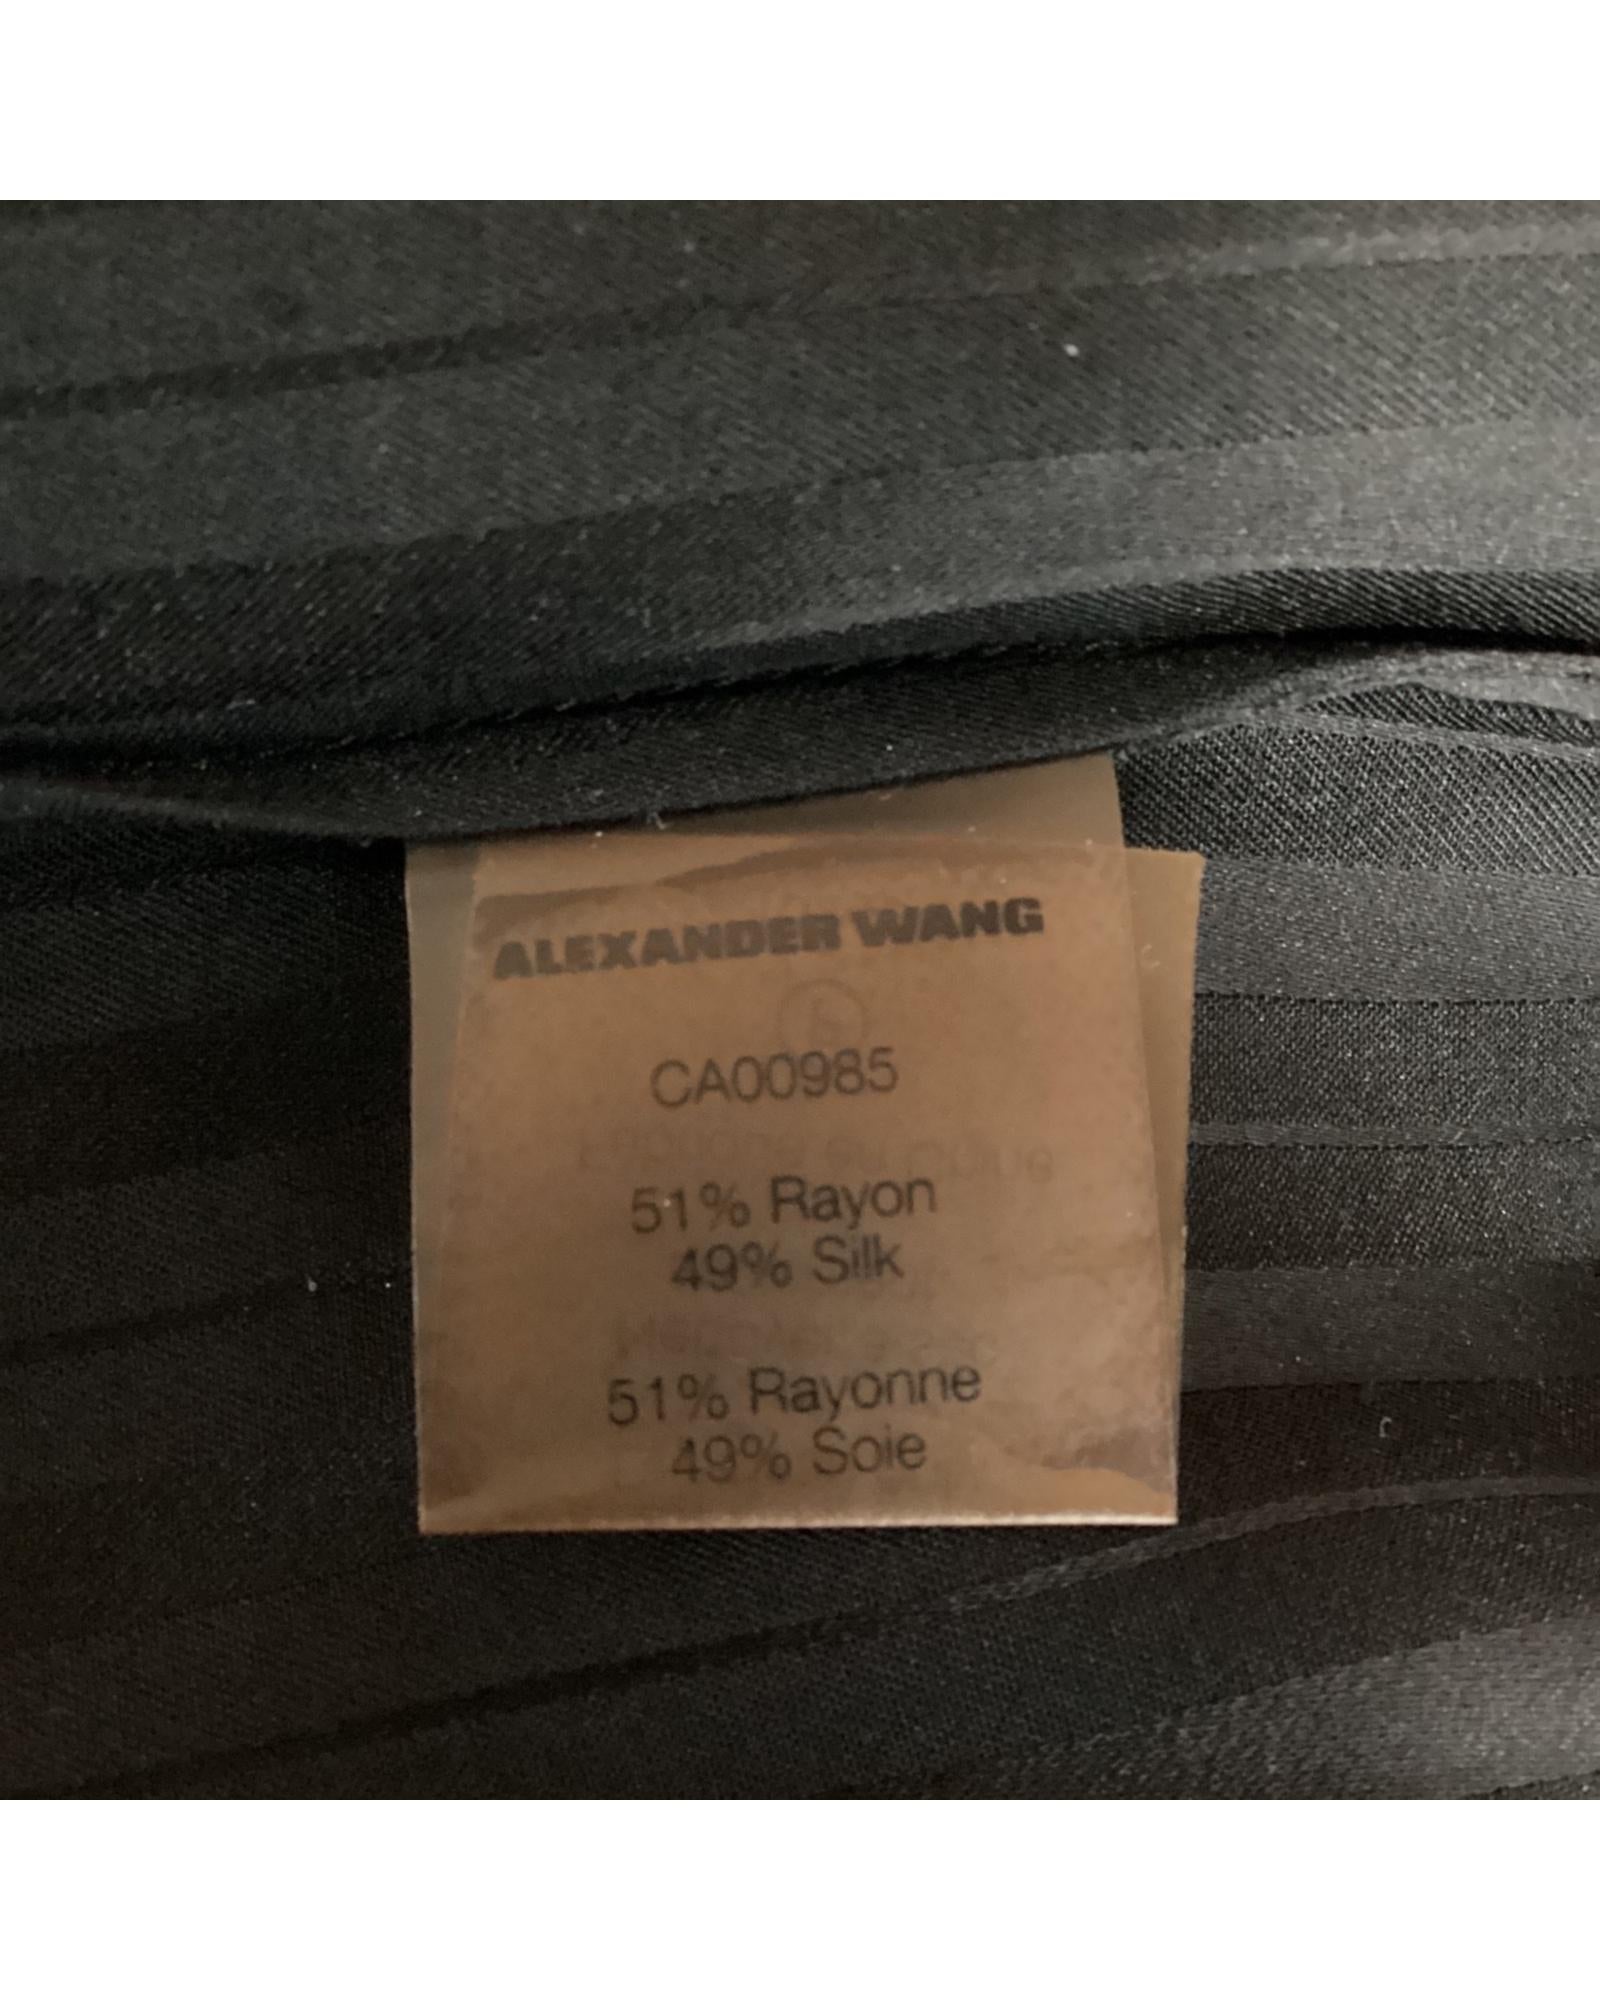 ALEXANDER WANG
CA00985
51% Rayon
49% Silk
51% Rayonne
49% Soie